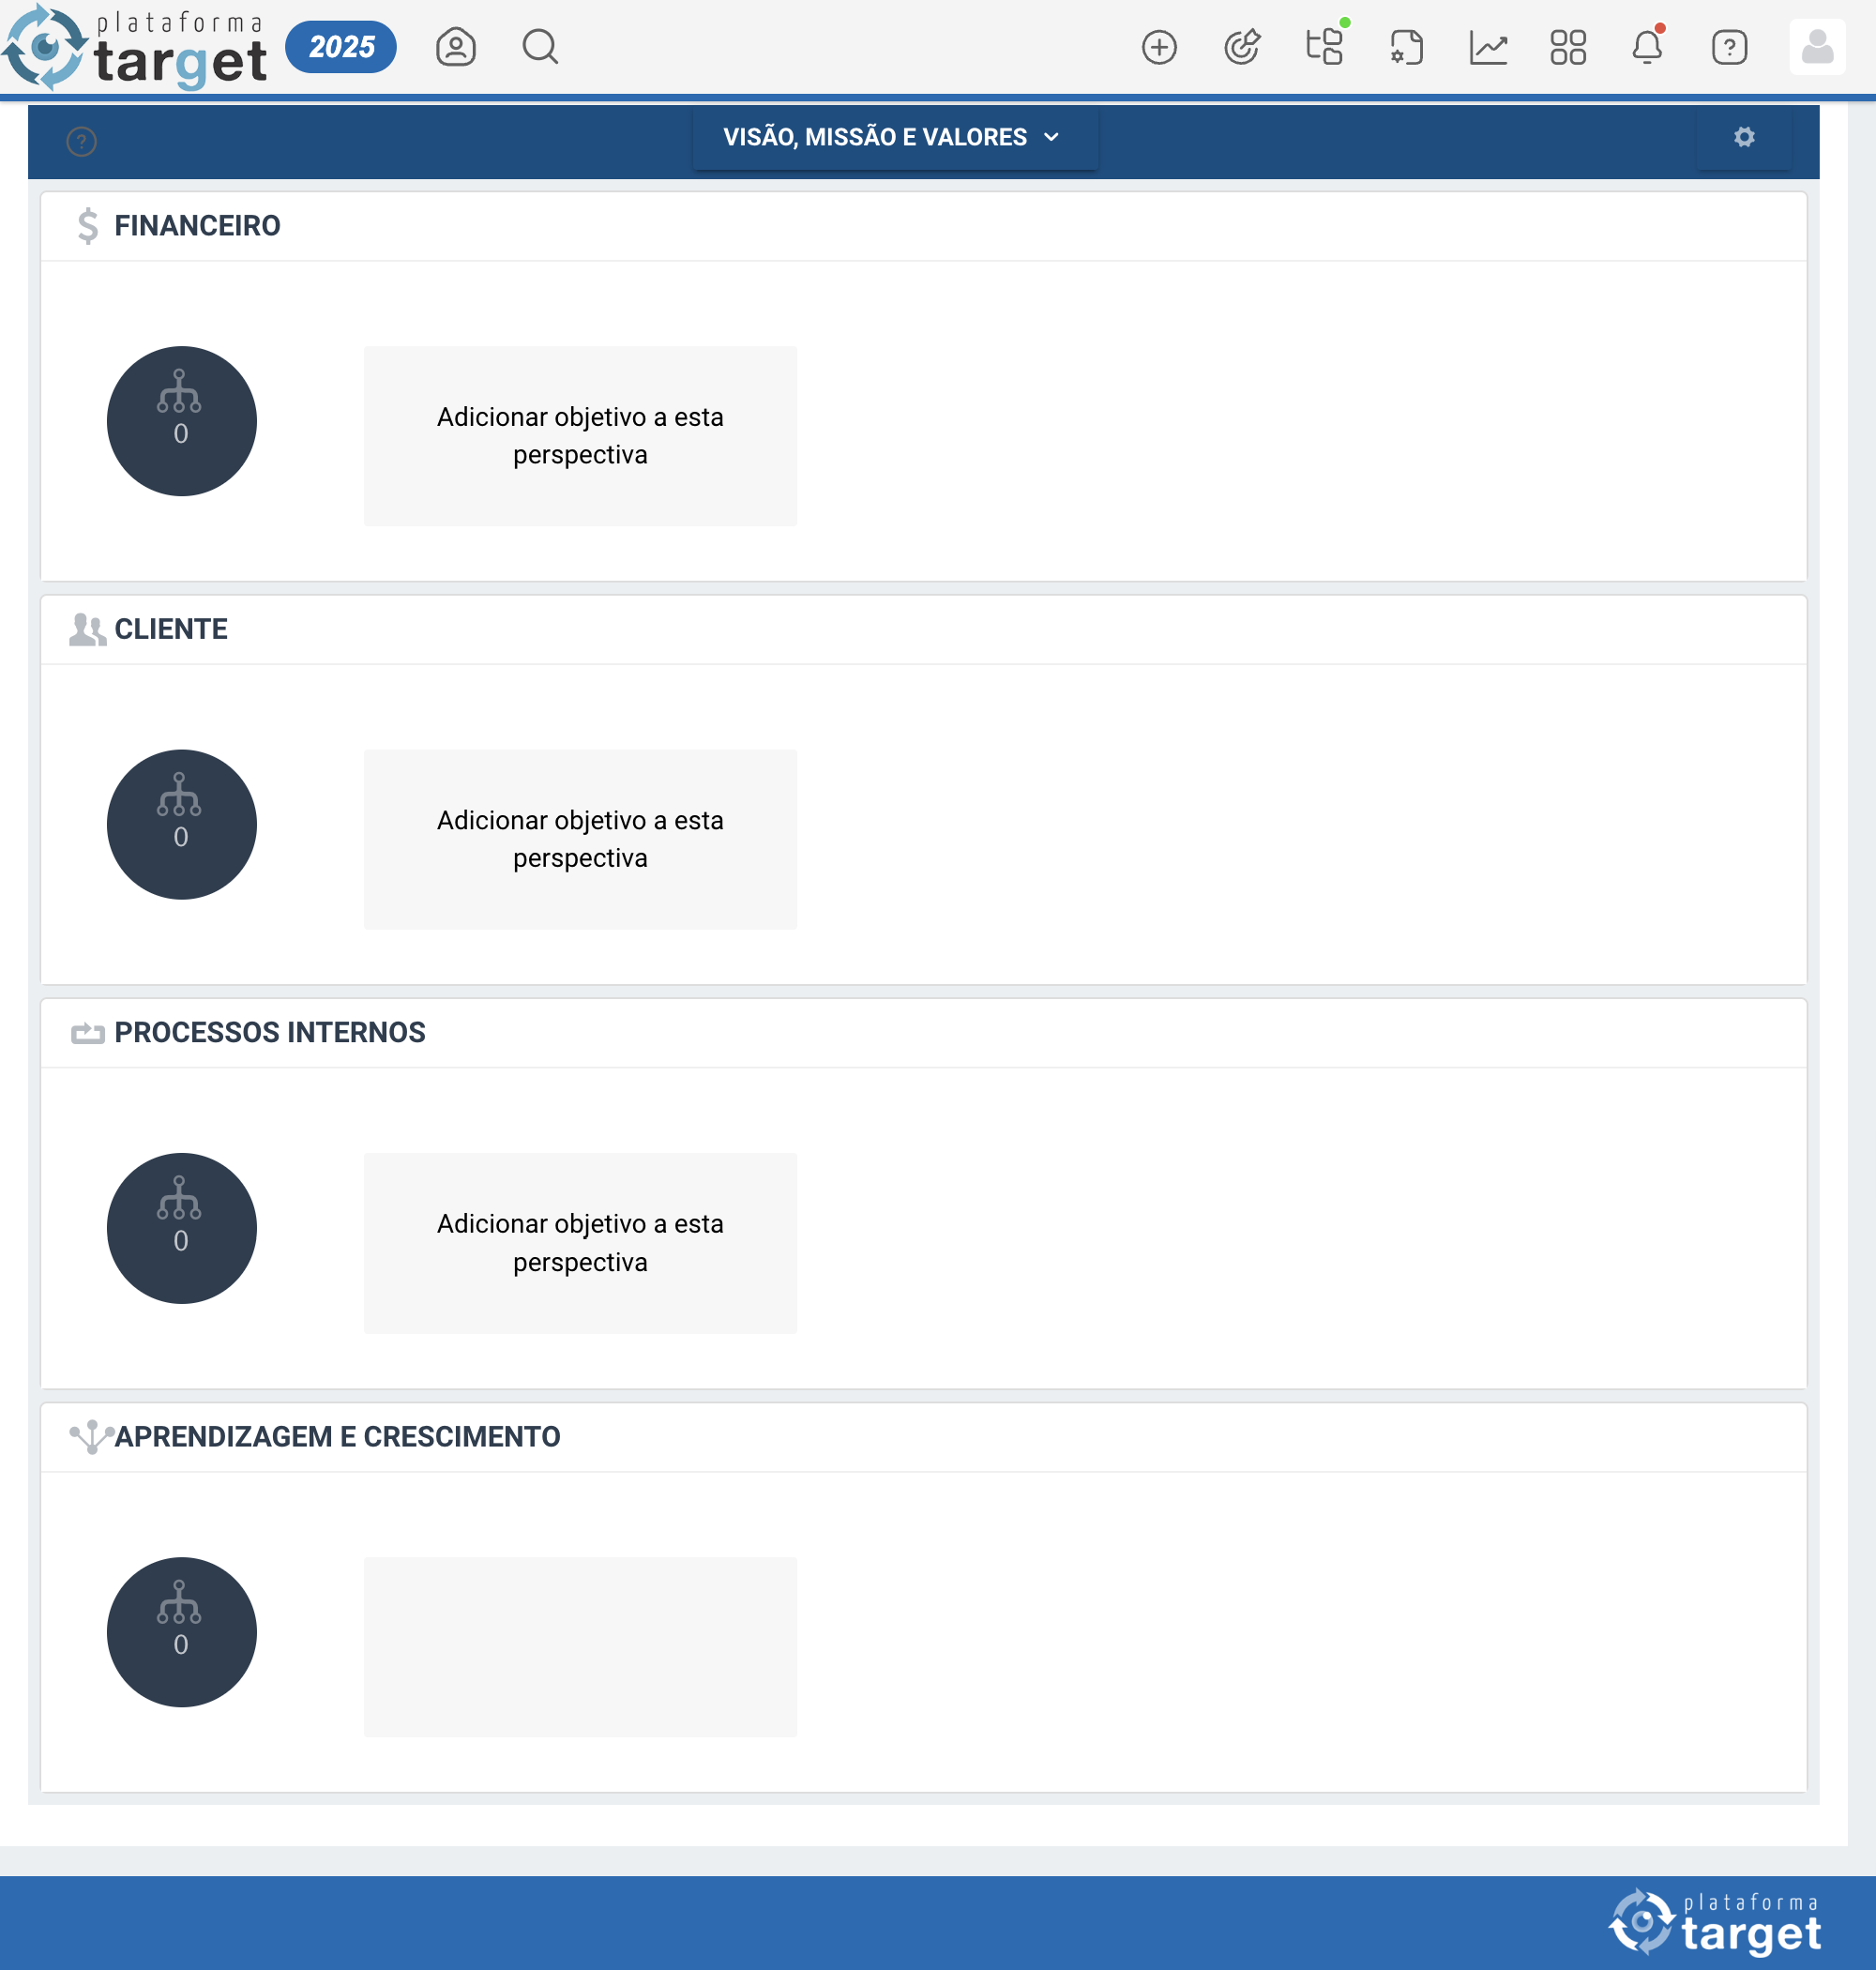 plataforma
target
2025
?
?
VISÃO, MISSÃO E VALORES
$ FINANCEIRO
0
Adicionar objetivo a esta
perspectiva
CLIENTE
0
Adicionar objetivo a esta
perspectiva
PROCESSOS INTERNOS
0
Adicionar objetivo a esta
perspectiva
APRENDIZAGEM E CRESCIMENTO
0
plataforma
target